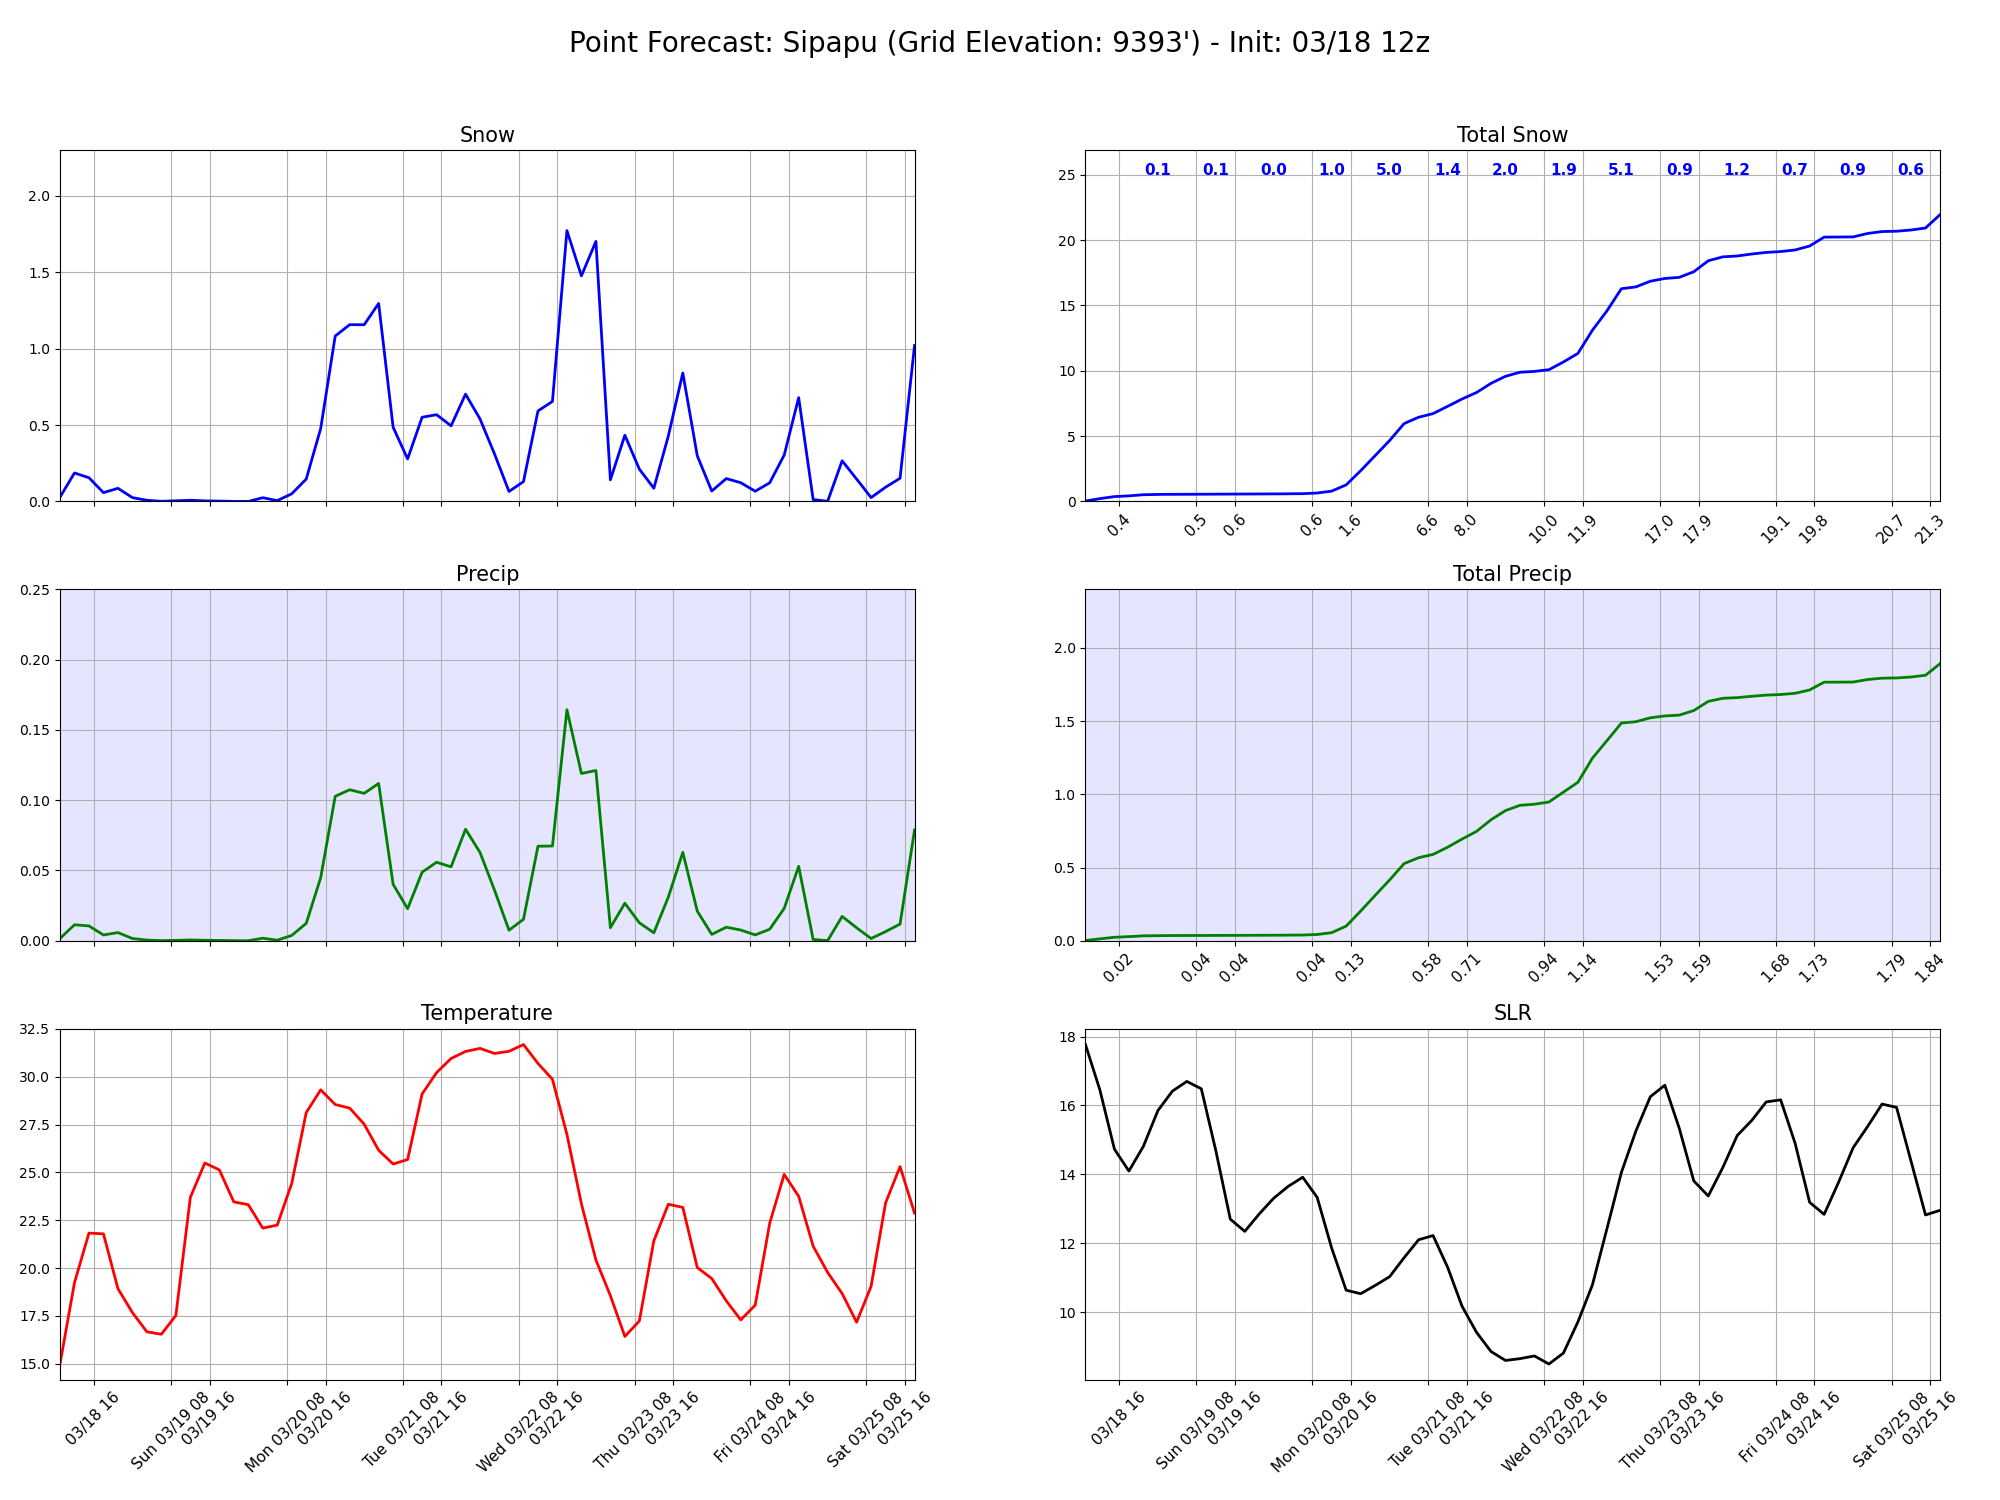 Point Forecast: Sipapu (Grid Elevation: 9393') - Init: 03/18 12z
Snow
2.0
1.5
1.0
0.5
0.0
Total Snow
0.1 0.1 0.0 1.0 5.0 1.4 2.0 1.9 5.1 0.9 1.2 0.7 0.9 0.6
25
20
15
10
5
0
0.4 0.5 0.6 0.6 1.6 6.6 8.0 10.0 11.9 17.0 17.9 19.1 19.8 20.7 21.3
Precip
0.25
0.20
0.15
0.10
0.05
0.00
Total Precip
2.0
1.5
1.0
0.5
0.0
0.02 0.04 0.04 0.04 0.13 0.58 0.71 0.94 1.14 1.53 1.59 1.68 1.73 1.79 1.84
Temperature
32.5
30.0
27.5
25.0
22.5
20.0
17.5
15.0
03/18 16
Sun 03/19 08
03/19 16
Mon 03/20 08
03/20 16
Tue 03/21 08
03/21 16
Wed 03/22 08
03/22 16
Thu 03/23 08
03/23 16
Fri 03/24 08
03/24 16
Sat 03/25 08
03/25 16
SLR
18
16
14
12
10
03/18 16
Sun 03/19 08
03/19 16
Mon 03/20 08
03/20 16
Tue 03/21 08
03/21 16
Wed 03/22 08
03/22 16
Thu 03/23 08
03/23 16
Fri 03/24 08
03/24 16
Sat 03/25 08
03/25 16